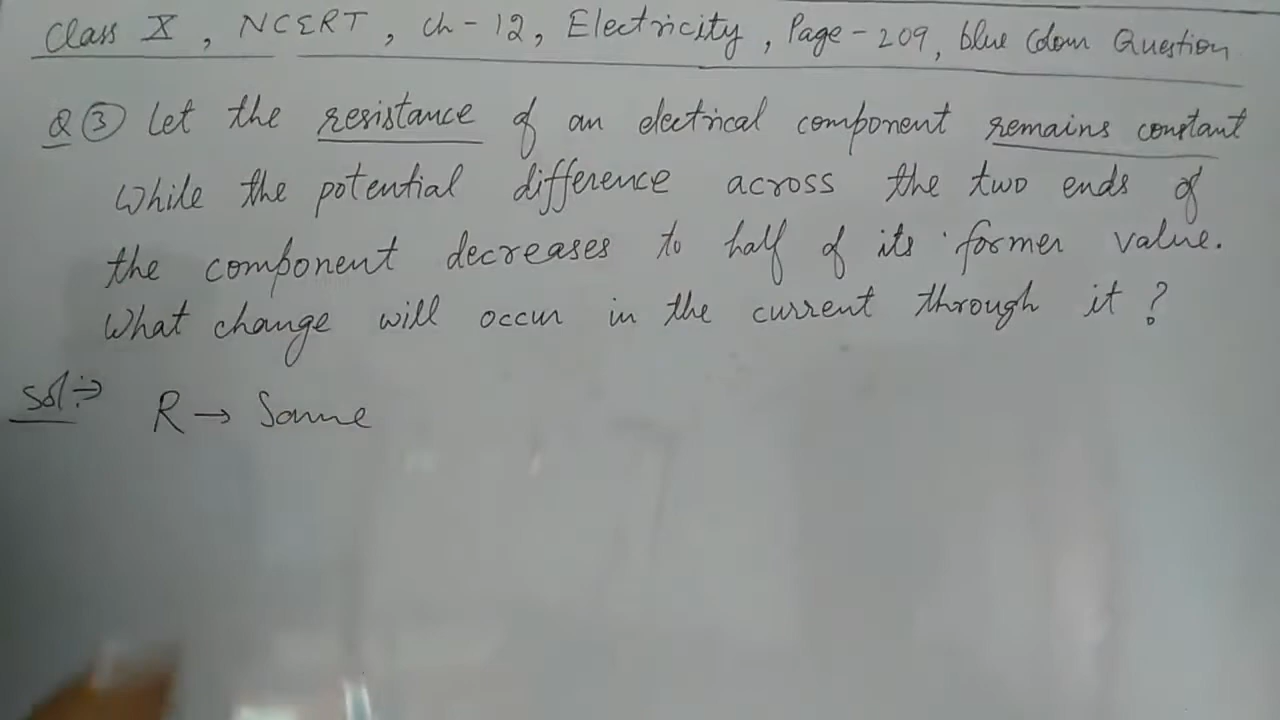 Class X, NCERT, Ch-12, Electricity, Page-209, blue Colour Question
Q ③ Let the resistance of an electrical component remains constant
While the potential difference across the two ends of
the component decreases to half of its former value.
What change will occur in the current through it?
Sol:⇒ R → Same